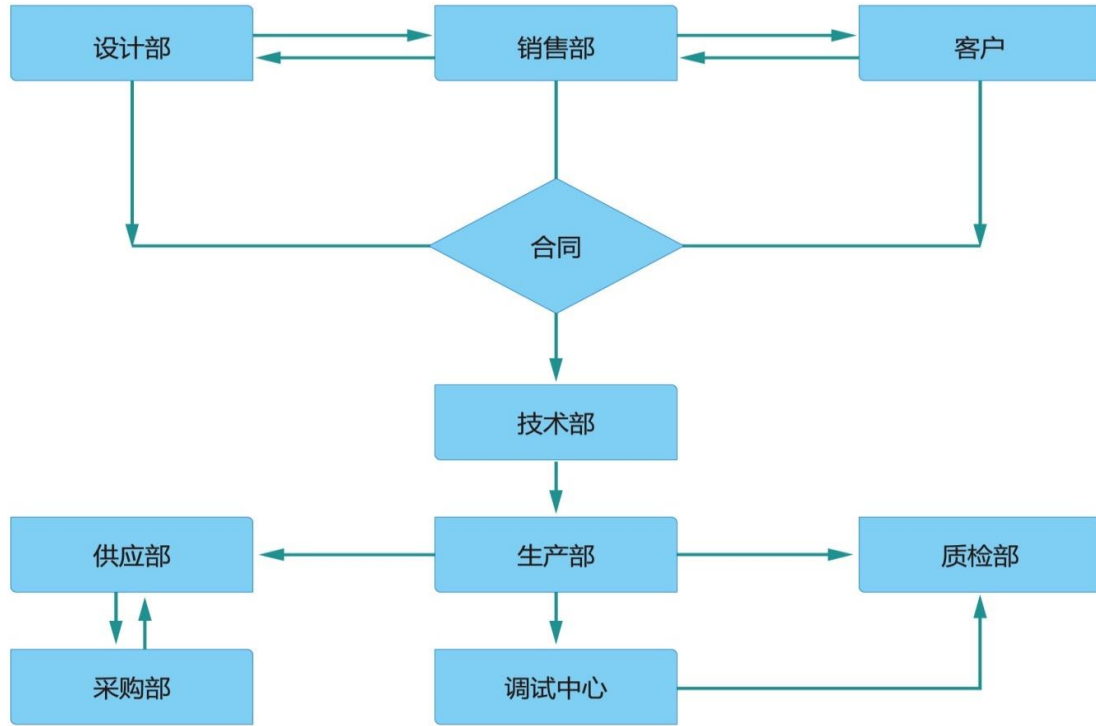 设计部
销售部
客户
合同
技术部
供应部
生产部
质检部
采购部
调试中心